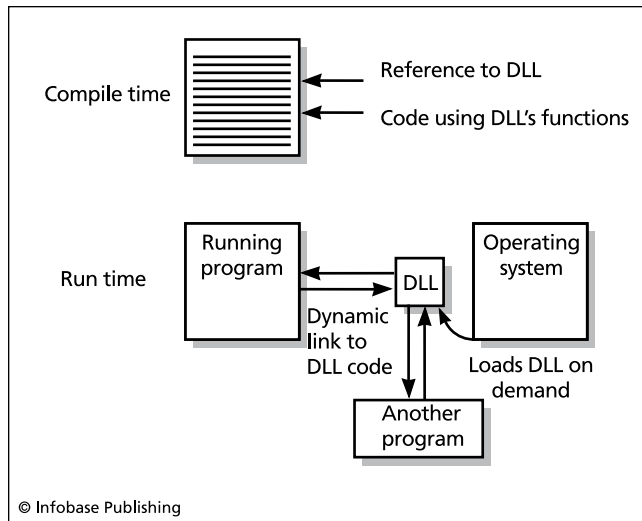 Compile time
Reference to DLL
Code using DLL's functions
Run time
Running
program
DLL
Operating
system
Dynamic
link to
DLL code
Loads DLL on
demand
Another
program
© Infobase Publishing